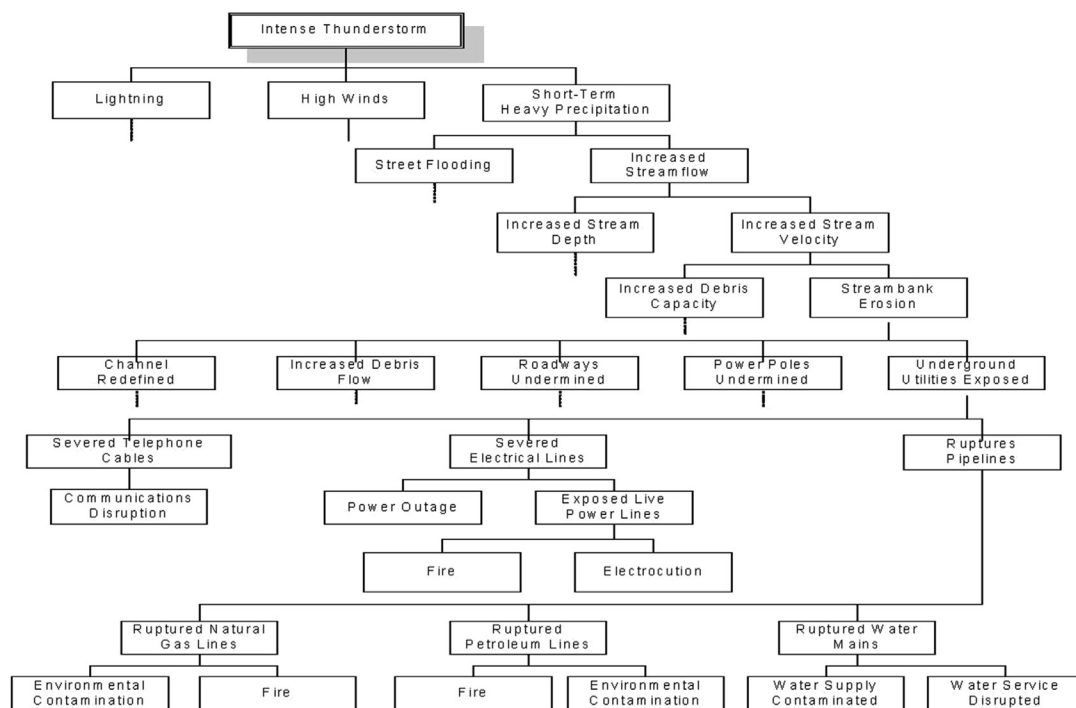 Intense Thunderstorm
Lightning
High Winds
Short-Term
Heavy Precipitation
Street Flooding
Increased
Streamflow
Increased Stream
Depth
Increased Stream
Velocity
Increased Debris
Capacity
Streambank
Erosion
Channel
Redefined
Increased Debris
Flow
Roadways
Undermined
Power Poles
Undermined
Underground
Utilities Exposed
Severed Telephone
Cables
Severed
Electrical Lines
Ruptures
Pipelines
Communications
Disruption
Power Outage
Exposed Live
Power Lines
Fire
Electrocution
Ruptured Natural
Gas Lines
Ruptured
Petroleum Lines
Ruptured Water
Mains
Environmental
Contamination
Fire
Fire
Environmental
Contamination
Water Supply
Contaminated
Water Service
Disrupted